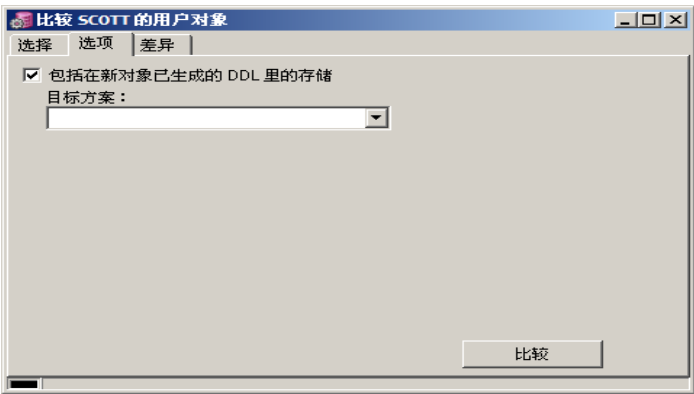 比较 SCOTT 的用户对象
选择 选项 差异
包括在新对象已生成的 DDL 里的存储
目标方案：
比较